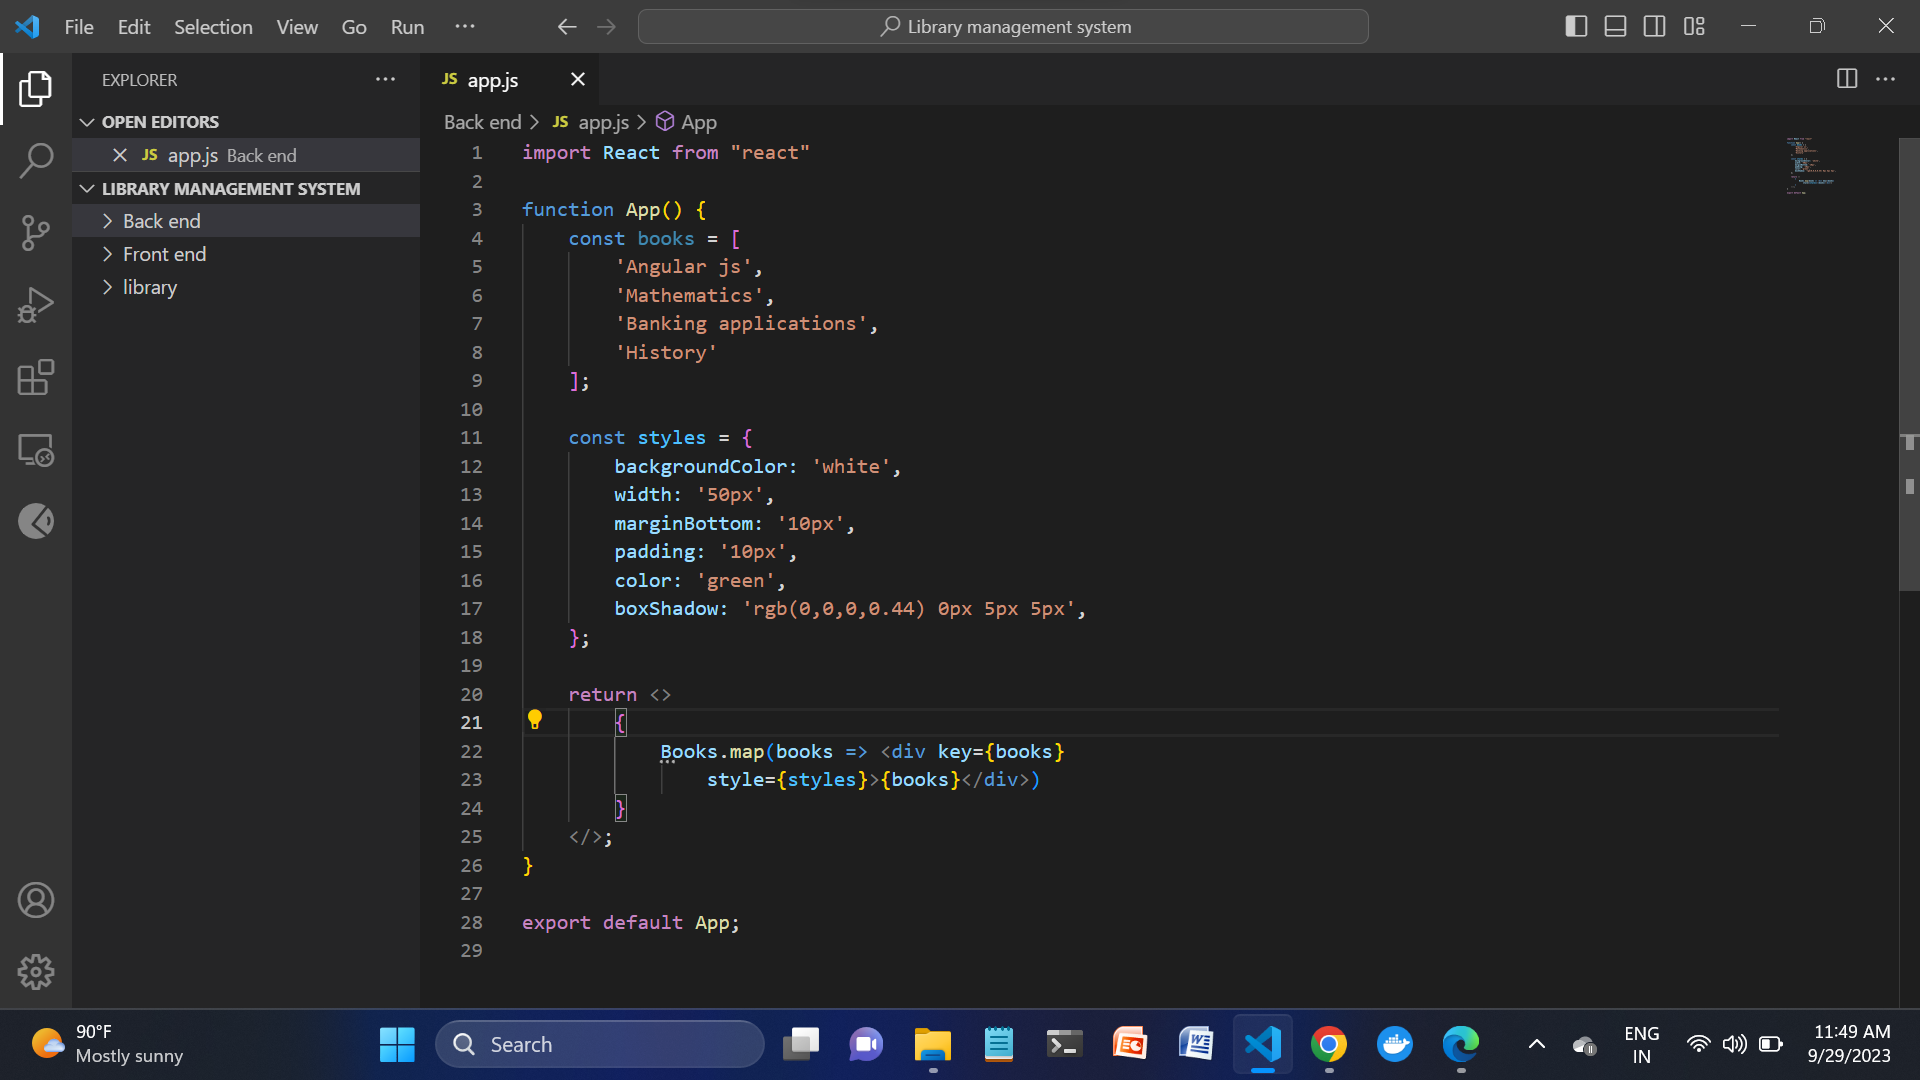 File Edit Selection View Go Run ··· Library management system
EXPLORER ···
OPEN EDITORS
JS app.js Back end
LIBRARY MANAGEMENT SYSTEM
Back end
Front end
library
JS app.js
Back end > JS app.js > App
1 import React from "react"
2
3 function App() {
4 const books = [
5 'Angular js',
6 'Mathematics',
7 'Banking applications',
8 'History'
9 ];
10
11 const styles = {
12 backgroundColor: 'white',
13 width: '50px',
14 marginBottom: '10px',
15 padding: '10px',
16 color: 'green',
17 boxShadow: 'rgb(0,0,0,0.44) 0px 5px 5px',
18 };
19
20 return <>
21 {
22 Books.map(books => <div key={books}
23 style={styles}>{books}</div>)
24 }
25 </>;
26 }
27
28 export default App;
29
90°F
Mostly sunny
Search
ENG
IN
11:49 AM
9/29/2023